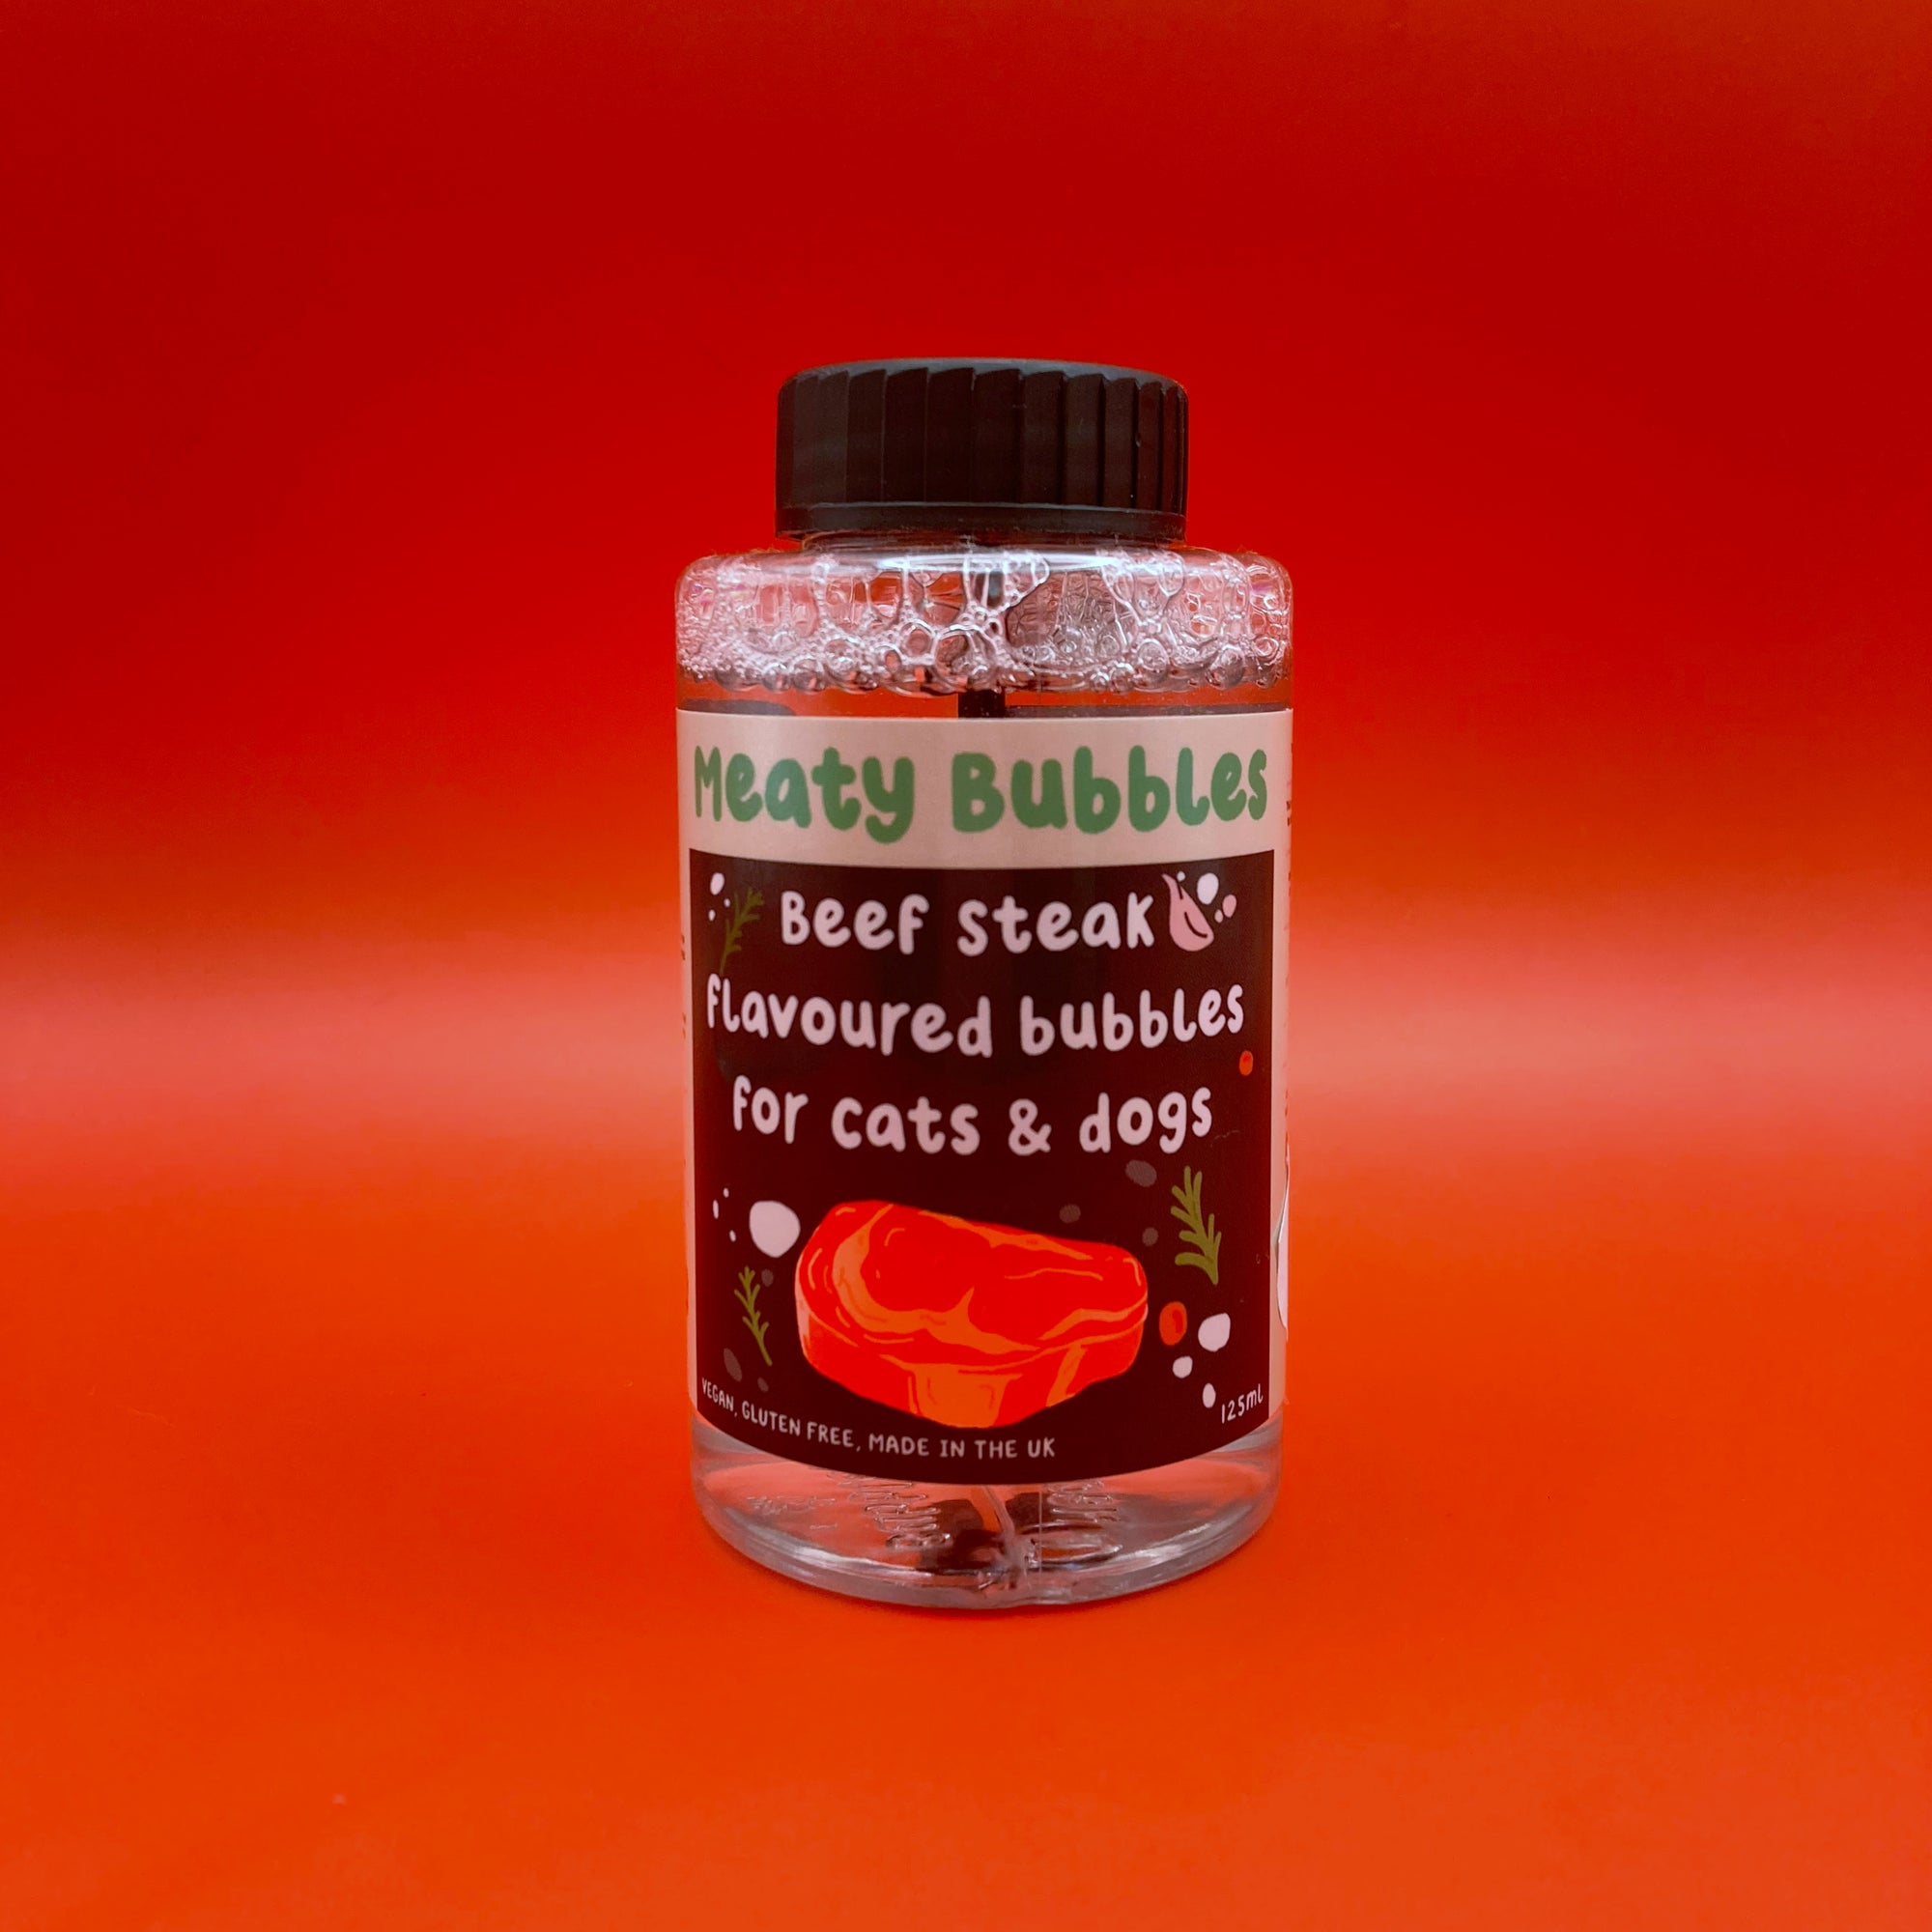 Meaty Bubbles
Beef steak
flavoured bubbles
for cats & dogs
VEGAN, GLUTEN FREE, MADE IN THE UK
125ml